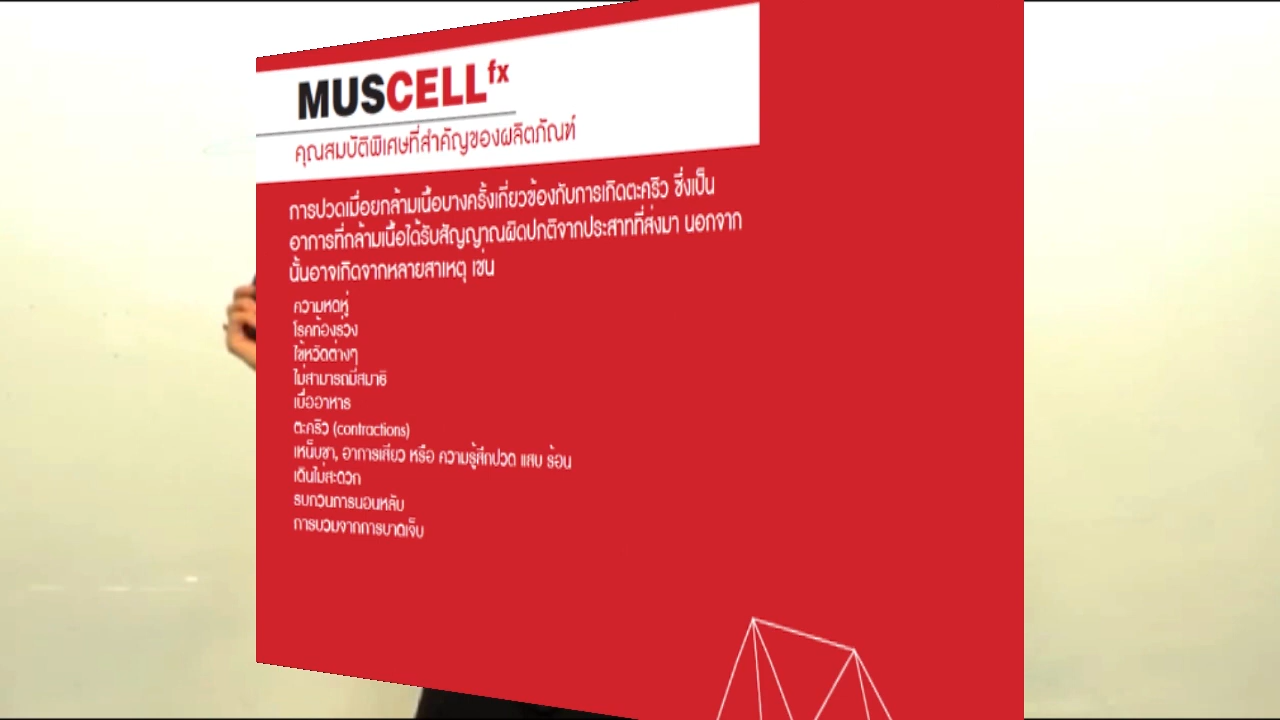 MUSCELLfx
คุณสมบัติพิเศษที่สำคัญของผลิตภัณฑ์
การปวดเมื่อยกล้ามเนื้อบางครั้งเกี่ยวข้องกับการเกิดตะคริว ซึ่งเป็น
อาการที่กล้ามเนื้อได้รับสัญญาณผิดปกติจากประสาทที่ส่งมา นอกจาก
นั้นอาจเกิดจากหลายสาเหตุ เช่น
ความหดหู่
โรคท้องร่วง
ไข้หวัดต่างๆ
ไม่สามารถมีสมาธิ
เบื่ออาหาร
ตะคริว (contractions)
เหน็บชา, อาการเสียว หรือ ความรู้สึกปวด แสบ ร้อน
เดินไม่สะดวก
รบกวนการนอนหลับ
การบวมจากการบาดเจ็บ